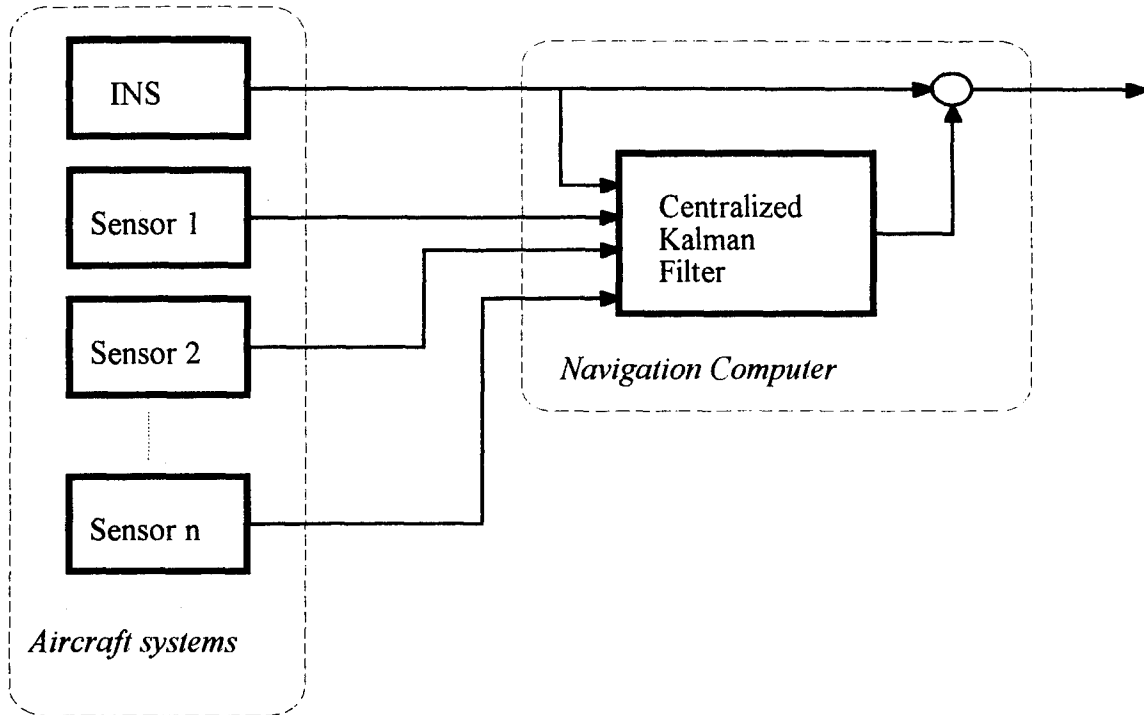 INS
Sensor 1
Sensor 2
Sensor n
Aircraft systems
Centralized
Kalman
Filter
Navigation Computer